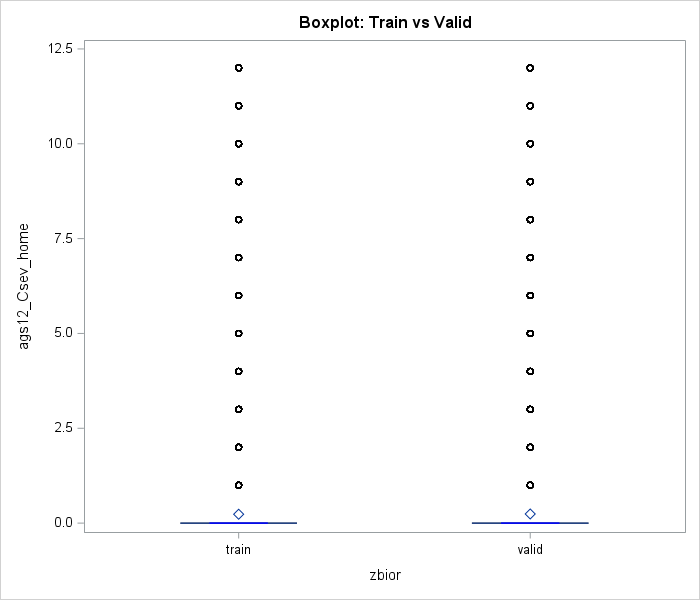 Boxplot: Train vs Valid
12.5
10.0
7.5
5.0
2.5
0.0
ags12_Csev_home
train
valid
zbior